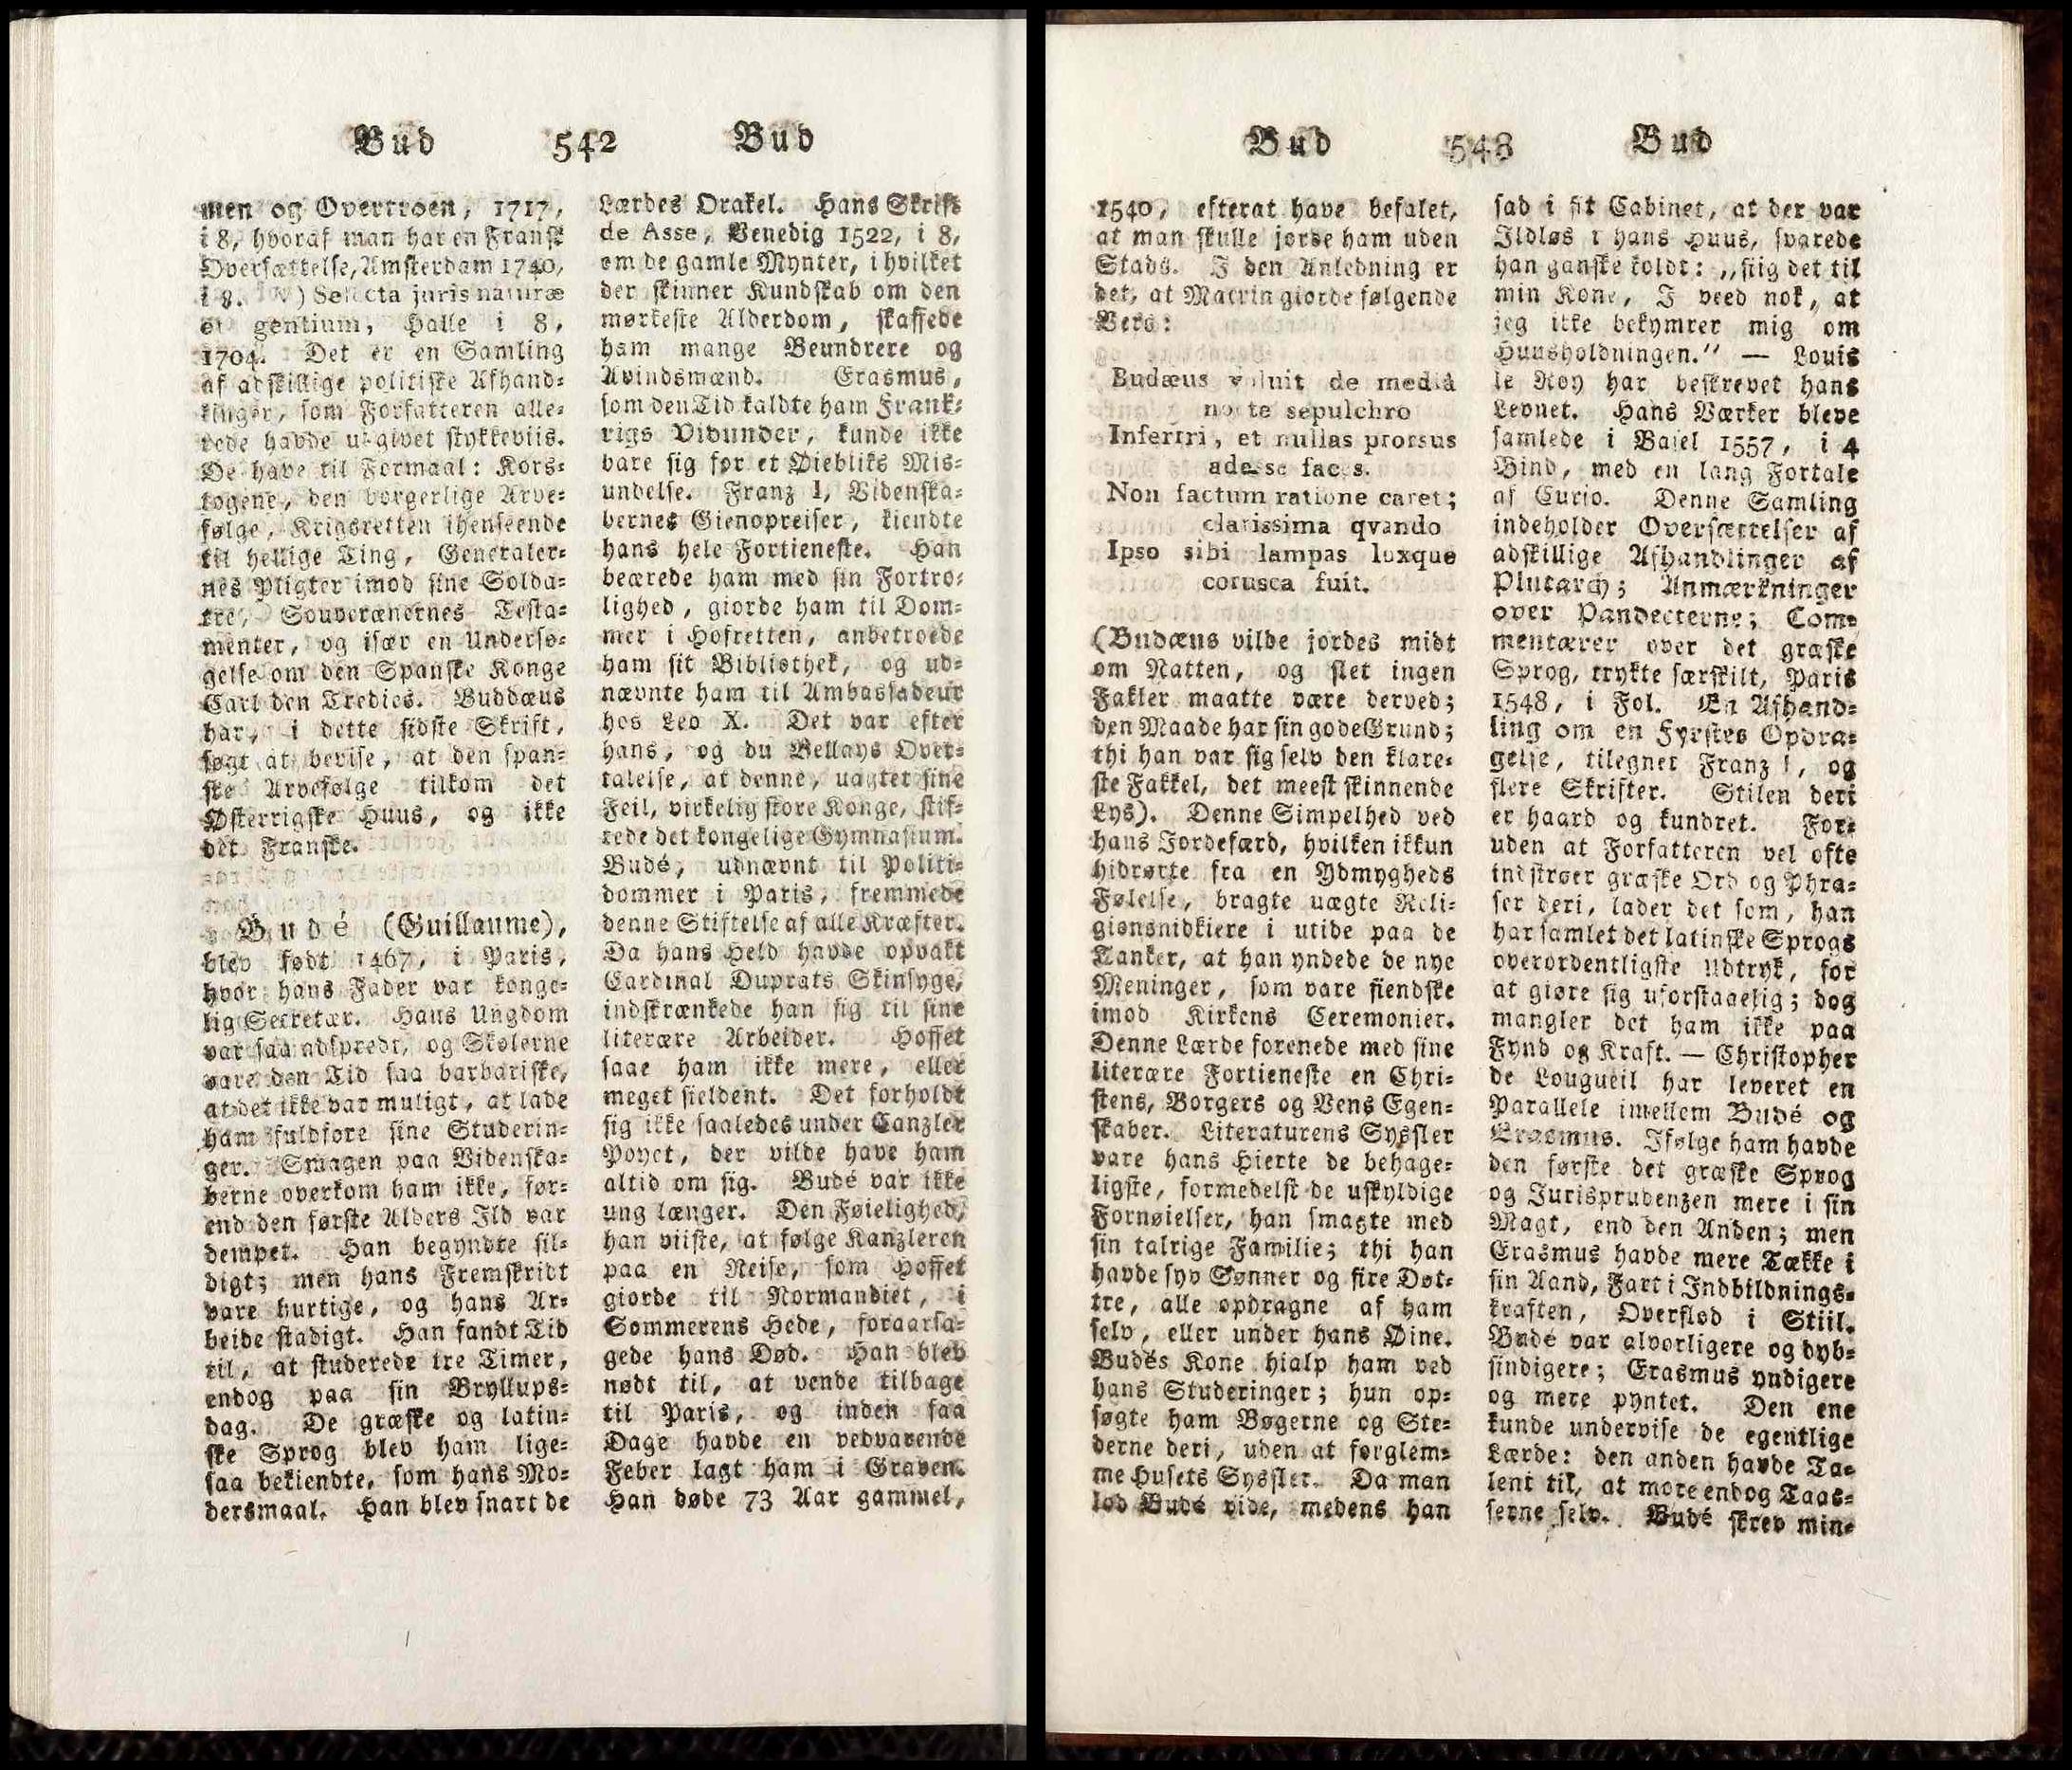 Bud 542 Bud
men og Overtroen, 1717,
i 8, hvoraf man har en Fransk
Oversættelse, Amsterdam 1740,
i 8. IV) Selecta juris naturæ
et gentium, Halle i 8,
1704. Det er en Samling
af adskillige politiske Afhand=
linger, som Forfatteren alle=
rede havde udgivet stykkeviis.
De have til Formaal: Kors=
togene, den borgerlige Arve=
følge, Krigsretten ihenseende
til hellige Ting, Generaler=
nes Pligter imod sine Solda=
tre, Souverænernes Testa=
menter, og især en Undersø=
gelse om den Spanske Konge
Carl den Tredies. Buddæus
har, i dette sidste Skrift,
søgt at bevise, at den span=
ske Arvefølge tilkom det
Østerrigske Huus, og ikke
det Franske.
Budé (Guillaume),
blev født 1467, i Paris,
hvor hans Fader var konge=
lig Secretær. Hans Ungdom
var saa adspredt, og Skolerne
vare den Tid saa barbariske,
at det ikke var muligt, at lade
ham fuldføre sine Studerin=
ger. Smagen paa Videnska=
berne overkom ham ikke, før=
end den første Alders Ild var
dempet. Han begyndte sil=
digt; men hans Fremskridt
vare hurtige, og hans Ar=
beide stadigt. Han fandt Tid
til, at studerede tre Timer,
endog paa sin Bryllups=
dag. De græske og latin=
ske Sprog blev ham lige=
saa bekiendte, som hans Mo=
dersmaal. Han blev snart de
Lærdes Orakel. Hans Skrift
de Asse, Venedig 1522, i 8,
om de gamle Mynter, i hvilket
der skinner Kundskab om den
mørkeste Alderdom, skaffede
ham mange Beundrere og
Avindsmænd. Erasmus,
som den Tid kaldte ham Frank=
rigs Vidunder, kunde ikke
vare sig for et Øiebliks Mis=
undelse. Franz I, Videnska=
bernes Gienopreiser, kiendte
hans hele Fortieneste. Han
beærede ham med sin Fortro=
lighed, giorde ham til Dom=
mer i Hofretten, anbetroede
ham sit Bibliothek, og ud=
nævnte ham til Ambassadeur
hos Leo X. Det var efter
hans, og du Bellays Over=
talelse, at denne, uagtet sine
Feil, virkelig store Konge, stif=
tede det kongelige Gymnasium.
Budé, udnævnt til Politi=
dommer i Paris, fremmede
denne Stiftelse af alle Kræfter.
Da hans Held havde opvakt
Cardinal Duprats Skinsyge,
indskrænkede han sig til sine
literære Arbeider. Hoffet
saae ham ikke mere, eller
meget sieldent. Det forholdt
sig ikke saaledes under Canzler
Poyet, der vilde have ham
altid om sig. Budé var ikke
ung længer. Den Føielighed,
han viiste, at følge Kanzleren
paa en Reise, som Hoffet
giorde til Normandiet, i
Sommerens Hede, foraarsa=
gede hans Død. Han blev
nødt til, at vende tilbage
til Paris, og inden faa
Dage havde en vedvarende
Feber lagt ham i Graven.
Han døde 73 Aar gammel,
Bud 543 Bud
1540, efterat have befalet,
at man skulle jorde ham uden
Stads. I den Anledning er
det, at Macrin giorde følgende
Vers:
Budæus voluit de mediâ
nocte sepulchro
Inferrri, et nullas prorsus
adesse faces.
Non factum ratione caret;
clarissima qvando
Ipso sibi lampas luxque
corusca fuit.
(Budæus vilde jordes midt
om Natten, og slet ingen
Fakler maatte være derved;
den Maade har sin gode Grund;
thi han var sig selv den klare=
ste Fakkel, det meest skinnende
Lys). Denne Simpelhed ved
hans Jordefærd, hvilken ikkun
hidrørte fra en Ydmygheds
Følelse, bragte uægte Reli=
gionsnidkiere i utide paa de
Tanker, at han yndede de nye
Meninger, som vare fiendske
imod Kirkens Ceremonier.
Denne Lærde forenede med sine
literære Fortieneste en Chri=
stens, Borgers og Vens Egen=
skaber. Literaturens Syssler
vare hans Hierte de behage=
ligste, formedelst de uskyldige
Fornøielser, han smagte med
sin talrige Familie; thi han
havde syv Sønner og fire Døt=
tre, alle opdragne af ham
selv, eller under hans Øine.
Budés Kone hialp ham ved
hans Studeringer; hun op=
søgte ham Bøgerne og Ste=
derne deri, uden at forglem=
me Husets Syssler. Da man
lod Budé vide, medens han
sad i sit Cabinet, at der var
Ildløs i hans Huus, svarede
han ganske koldt: „siig det til
min Kone, I veed nok, at
jeg ikke bekymrer mig om
Huusholdningen." — Louis
le Roy har beskrevet hans
Levnet. Hans Værker bleve
samlede i Basel 1557, i 4
Bind, med en lang Fortale
af Curio. Denne Samling
indeholder Oversættelser af
adskillige Afhandlinger af
Plutarch; Anmærkninger
over Pandecterne; Com=
mentærer over det græske
Sprog, trykte særskilt, Paris
1548, i Fol. En Afhand=
ling om en Fyrstes Opdra=
gelse, tilegnet Franz I, og
flere Skrifter. Stilen deri
er haard og kundret. For=
uden at Forfatteren vel ofte
indstrøer græske Ord og Phra=
ser deri, lader det som, han
har samlet det latinske Sprogs
overordentligste Udtryk, for
at giøre sig uforstaaelig; dog
mangler det ham ikke paa
Fynd og Kraft. — Christopher
de Lougueil har leveret en
Parallele imellem Budé og
Erasmus. Ifølge ham havde
den første det græske Sprog
og Jurisprudenzen mere i sin
Magt, end den Anden; men
Erasmus havde mere Tække i
sin Aand, Fart i Indbildnings=
kraften, Overflød i Stiil.
Budé var alvorligere og dyb=
sindigere; Erasmus yndigere
og mere pyntet. Den ene
kunde undervise de egentlige
Lærde: den anden havde Ta=
lent til, at more endog Taas=
serne selv. Budé skrev min=